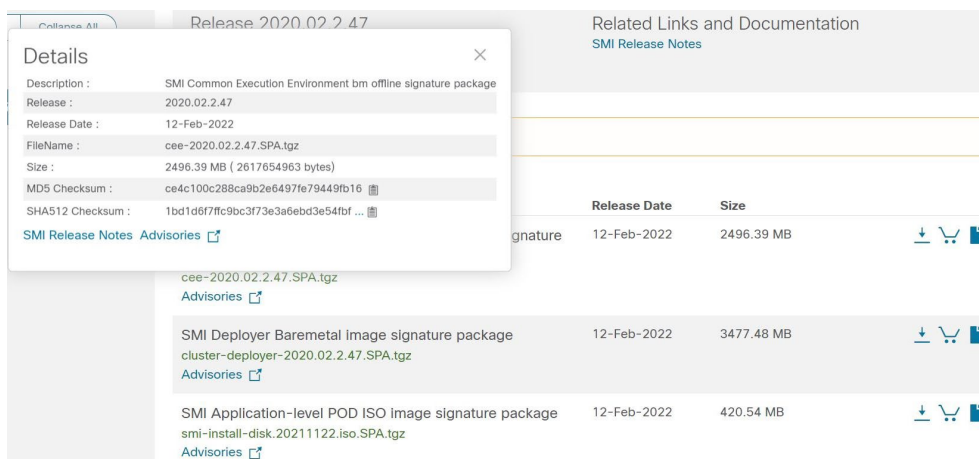 Collapse All
Release 2020.02.2.47
Related Links and Documentation
SMI Release Notes
Details
Description : SMI Common Execution Environment bm offline signature package
Release : 2020.02.2.47
Release Date : 12-Feb-2022
FileName : cee-2020.02.2.47.SPA.tgz
Size : 2496.39 MB ( 2617654963 bytes)
MD5 Checksum : ce4c100c288ca9b2e6497fe79449fb16
SHA512 Checksum : 1bd1d6f7ffc9bc3f73e3a6ebd3e54fbf ...
SMI Release Notes Advisories
Release Date Size
gnature 12-Feb-2022 2496.39 MB
cee-2020.02.2.47.SPA.tgz
Advisories
SMI Deployer Baremetal image signature package 12-Feb-2022 3477.48 MB
cluster-deployer-2020.02.2.47.SPA.tgz
Advisories
SMI Application-level POD ISO image signature package 12-Feb-2022 420.54 MB
smi-install-disk.20211122.iso.SPA.tgz
Advisories